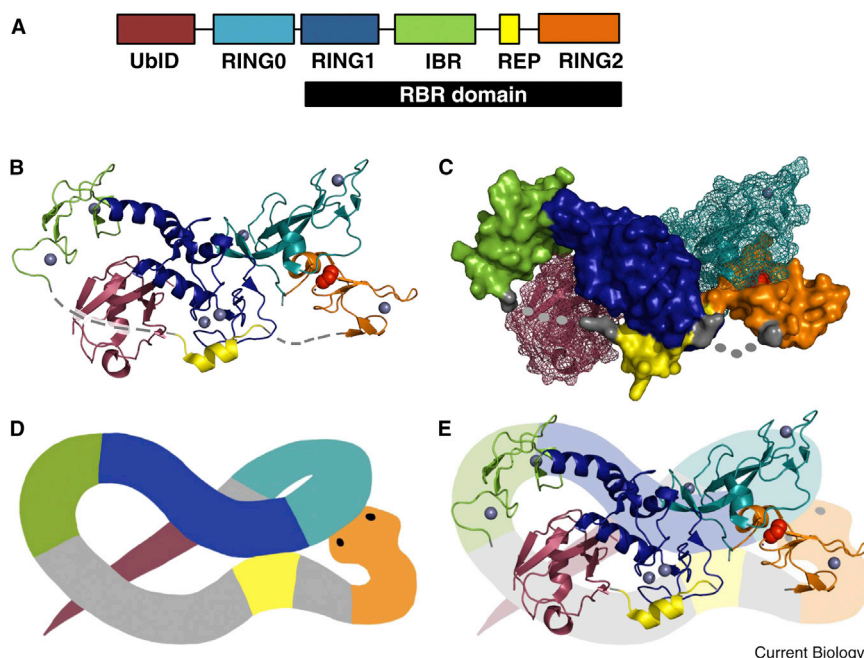 A
UblD RING0 RING1 IBR REP RING2
RBR domain
B
C
D
E
Current Biology